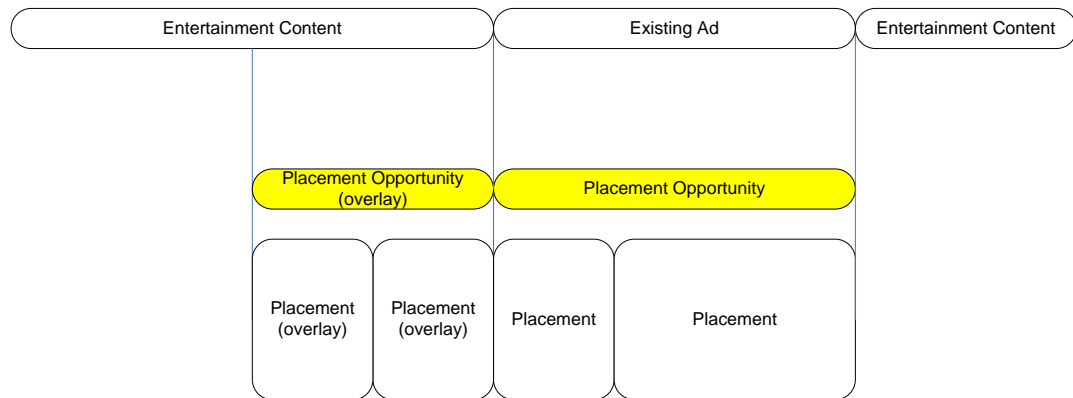 Entertainment Content
Existing Ad
Entertainment Content
Placement Opportunity
(overlay)
Placement Opportunity
Placement
(overlay)
Placement
(overlay)
Placement
Placement